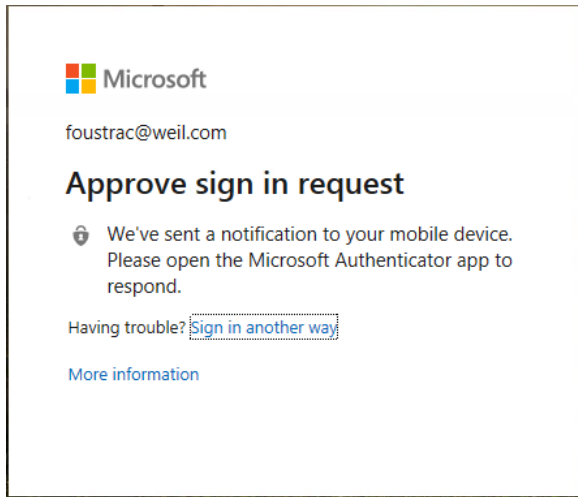 Microsoft
foustrac@weil.com
Approve sign in request
We've sent a notification to your mobile device.
Please open the Microsoft Authenticator app to
respond.
Having trouble? Sign in another way
More information